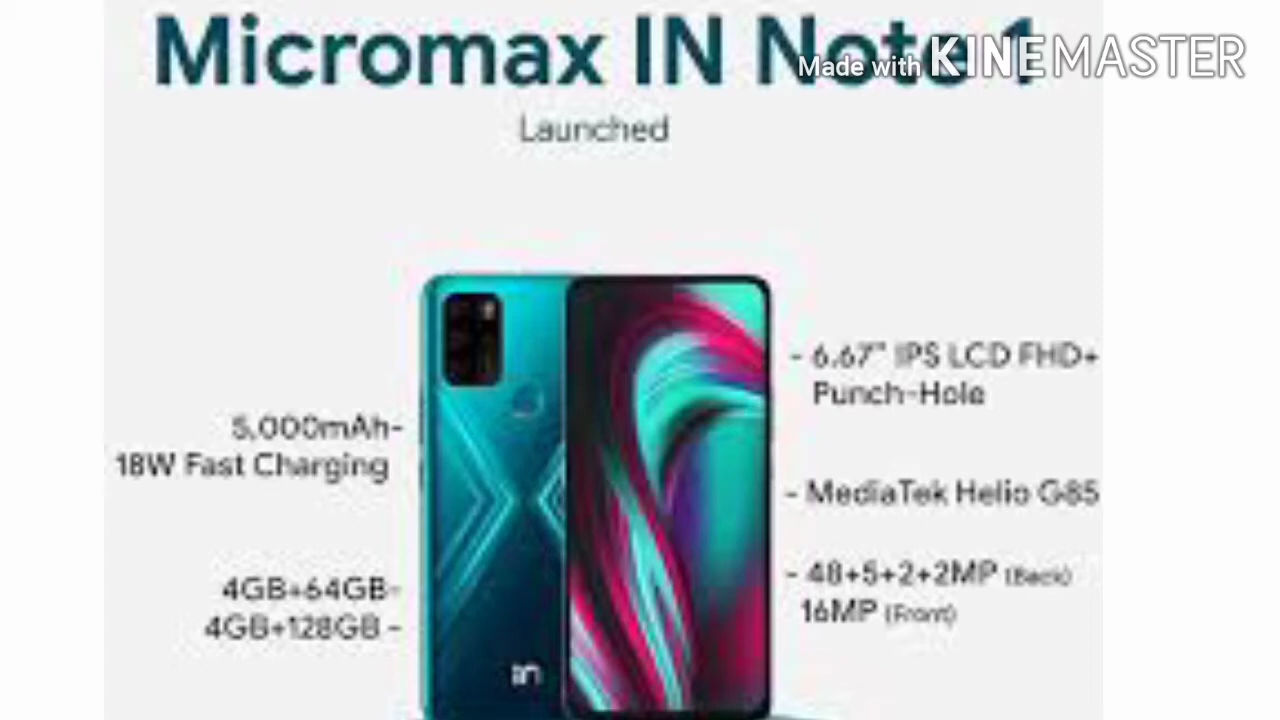 Micromax IN Note 1
Made with KINEMASTER
Launched
5,000mAh-
18W Fast Charging
4GB+64GB-
4GB+128GB -
- 6.67" IPS LCD FHD+
Punch-Hole
- MediaTek Helio G85
- 48+5+2+2MP (Back)
16MP (Front)
in